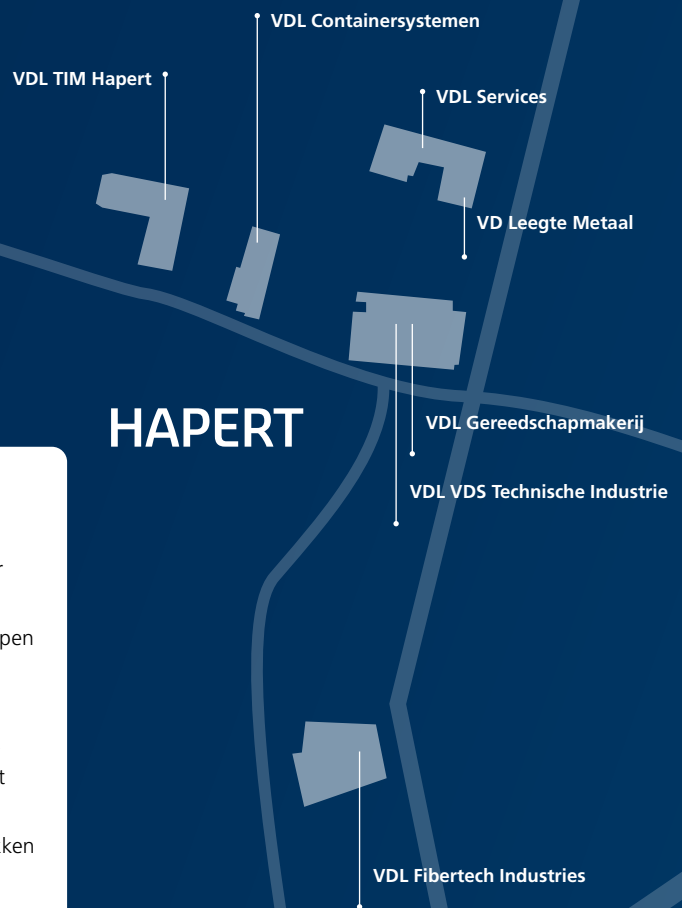 VDL Containersystemen
VDL TIM Hapert
VDL Services
VD Leegte Metaal
HAPERT
VDL Gereedschapmakerij
VDL VDS Technische Industrie
VDL Fibertech Industries